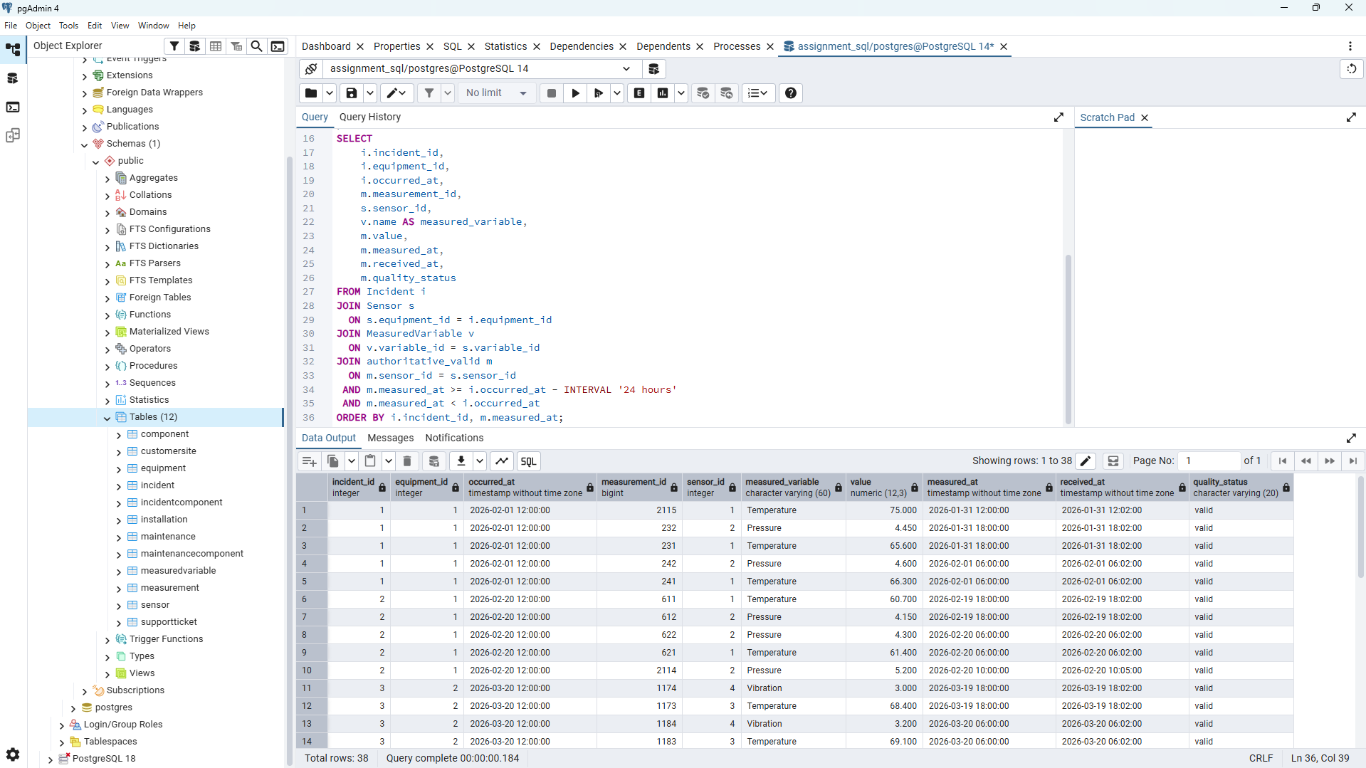 pgAdmin 4
File Object Tools Edit View Window Help
Object Explorer
Dashboard Properties SQL Statistics Dependencies Dependents Processes assignment_sql/postgres@PostgreSQL 14*
Event Triggers
Extensions
Foreign Data Wrappers
Languages
Publications
Schemas (1)
public
Aggregates
Collations
Domains
FTS Configurations
FTS Dictionaries
Aa FTS Parsers
FTS Templates
Foreign Tables
Functions
Materialized Views
Operators
Procedures
1..3 Sequences
Statistics
Tables (12)
component
customersite
equipment
incident
incidentcomponent
installation
maintenance
maintenancecomponent
measuredvariable
measurement
sensor
supportticket
Trigger Functions
Types
Views
Subscriptions
postgres
Login/Group Roles
Tablespaces
PostgreSQL 18
assignment_sql/postgres@PostgreSQL 14
No limit
E
Query Query History
Scratch Pad
16 SELECT
17 i.incident_id,
18 i.equipment_id,
19 i.occurred_at,
20 m.measurement_id,
21 s.sensor_id,
22 v.name AS measured_variable,
23 m.value,
24 m.measured_at,
25 m.received_at,
26 m.quality_status
27 FROM Incident i
28 JOIN Sensor s
29 ON s.equipment_id = i.equipment_id
30 JOIN MeasuredVariable v
31 ON v.variable_id = s.variable_id
32 JOIN authoritative_valid m
33 ON m.sensor_id = s.sensor_id
34 AND m.measured_at >= i.occurred_at - INTERVAL '24 hours'
35 AND m.measured_at < i.occurred_at
36 ORDER BY i.incident_id, m.measured_at;
Data Output Messages Notifications
SQL
Showing rows: 1 to 38
Page No: 1 of 1
incident_id equipment_id occurred_at measurement_id sensor_id measured_variable value measured_at received_at quality_status
integer integer timestamp without time zone bigint integer character varying (60) numeric (12,3) timestamp without time zone timestamp without time zone character varying (20)
1 1 1 2026-02-01 12:00:00 2115 1 Temperature 75.000 2026-01-31 12:00:00 2026-01-31 12:02:00 valid
2 1 1 2026-02-01 12:00:00 232 2 Pressure 4.450 2026-01-31 18:00:00 2026-01-31 18:02:00 valid
3 1 1 2026-02-01 12:00:00 231 1 Temperature 65.600 2026-01-31 18:00:00 2026-01-31 18:02:00 valid
4 1 1 2026-02-01 12:00:00 242 2 Pressure 4.600 2026-02-01 06:00:00 2026-02-01 06:02:00 valid
5 1 1 2026-02-01 12:00:00 241 1 Temperature 66.300 2026-02-01 06:00:00 2026-02-01 06:02:00 valid
6 2 1 2026-02-20 12:00:00 611 1 Temperature 60.700 2026-02-19 18:00:00 2026-02-19 18:02:00 valid
7 2 1 2026-02-20 12:00:00 612 2 Pressure 4.150 2026-02-19 18:00:00 2026-02-19 18:02:00 valid
8 2 1 2026-02-20 12:00:00 622 2 Pressure 4.300 2026-02-20 06:00:00 2026-02-20 06:02:00 valid
9 2 1 2026-02-20 12:00:00 621 1 Temperature 61.400 2026-02-20 06:00:00 2026-02-20 06:02:00 valid
10 2 1 2026-02-20 12:00:00 2114 2 Pressure 5.200 2026-02-20 10:00:00 2026-02-20 10:05:00 valid
11 3 2 2026-03-20 12:00:00 1174 4 Vibration 3.000 2026-03-19 18:00:00 2026-03-19 18:02:00 valid
12 3 2 2026-03-20 12:00:00 1173 3 Temperature 68.400 2026-03-19 18:00:00 2026-03-19 18:02:00 valid
13 3 2 2026-03-20 12:00:00 1184 4 Vibration 3.200 2026-03-20 06:00:00 2026-03-20 06:02:00 valid
14 3 2 2026-03-20 12:00:00 1183 3 Temperature 69.100 2026-03-20 06:00:00 2026-03-20 06:02:00 valid
Total rows: 38 Query complete 00:00:00.184 CRLF Ln 36, Col 39